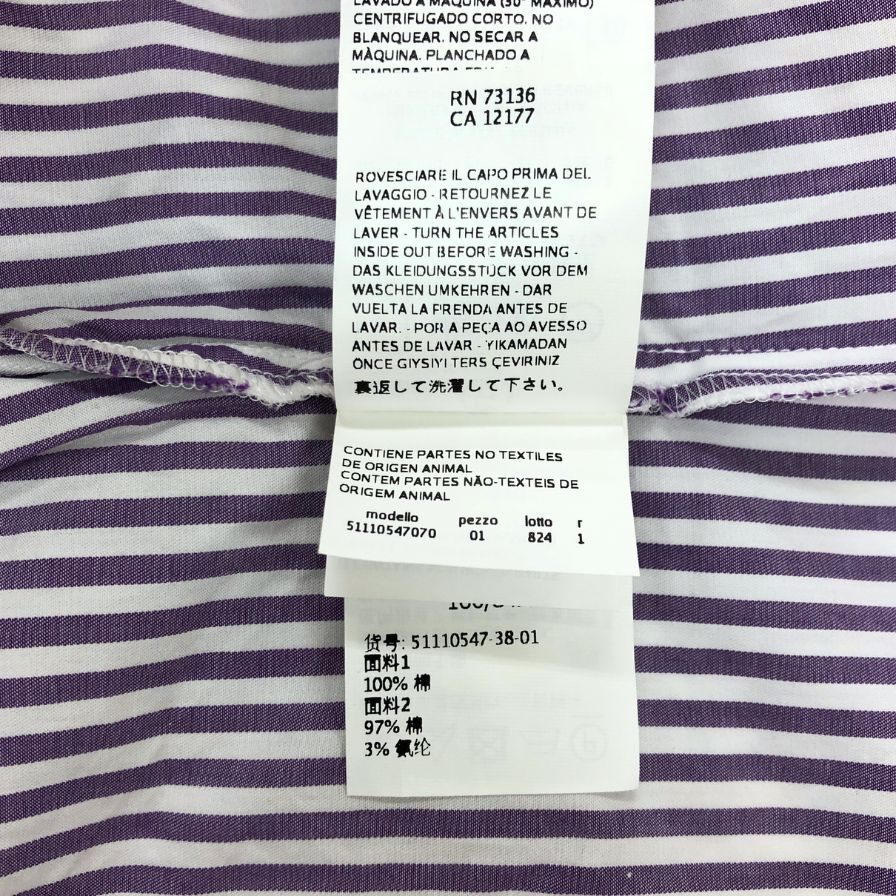 LAVADO A MÁQUINA (30° MÁXIMO)
CENTRIFUGADO CORTO. NO
BLANQUEAR. NO SECAR A
MÀQUINA. PLANCHADO A
RN 73136
CA 12177
ROVESCIARE IL CAPO PRIMA DEL
LAVAGGIO - RETOURNEZ LE
VÊTEMENT À L'ENVERS AVANT DE
LAVER - TURN THE ARTICLES
INSIDE OUT BEFORE WASHING -
DAS KLEIDUNGSSTÜCK VOR DEM
WASCHEN UMKEHREN - DAR
VUELTA LA PRENDA ANTES DE
LAVAR. - POR A PEÇA AO AVESSO
ANTES DE LAVAR - YIKAMADAN
ÖNCE GIYSIYI TERS ÇEVIRINIZ
裏返して洗濯して下さい。
CONTIENE PARTES NO TEXTILES
DE ORIGEN ANIMAL
CONTEM PARTES NÃO-TEXTEIS DE
ORIGEM ANIMAL
modello pezzo lotto r
51110547070 01 824 1
货号: 51110547-38-01
面料1
100% 棉
面料2
97% 棉
3% 氨纶